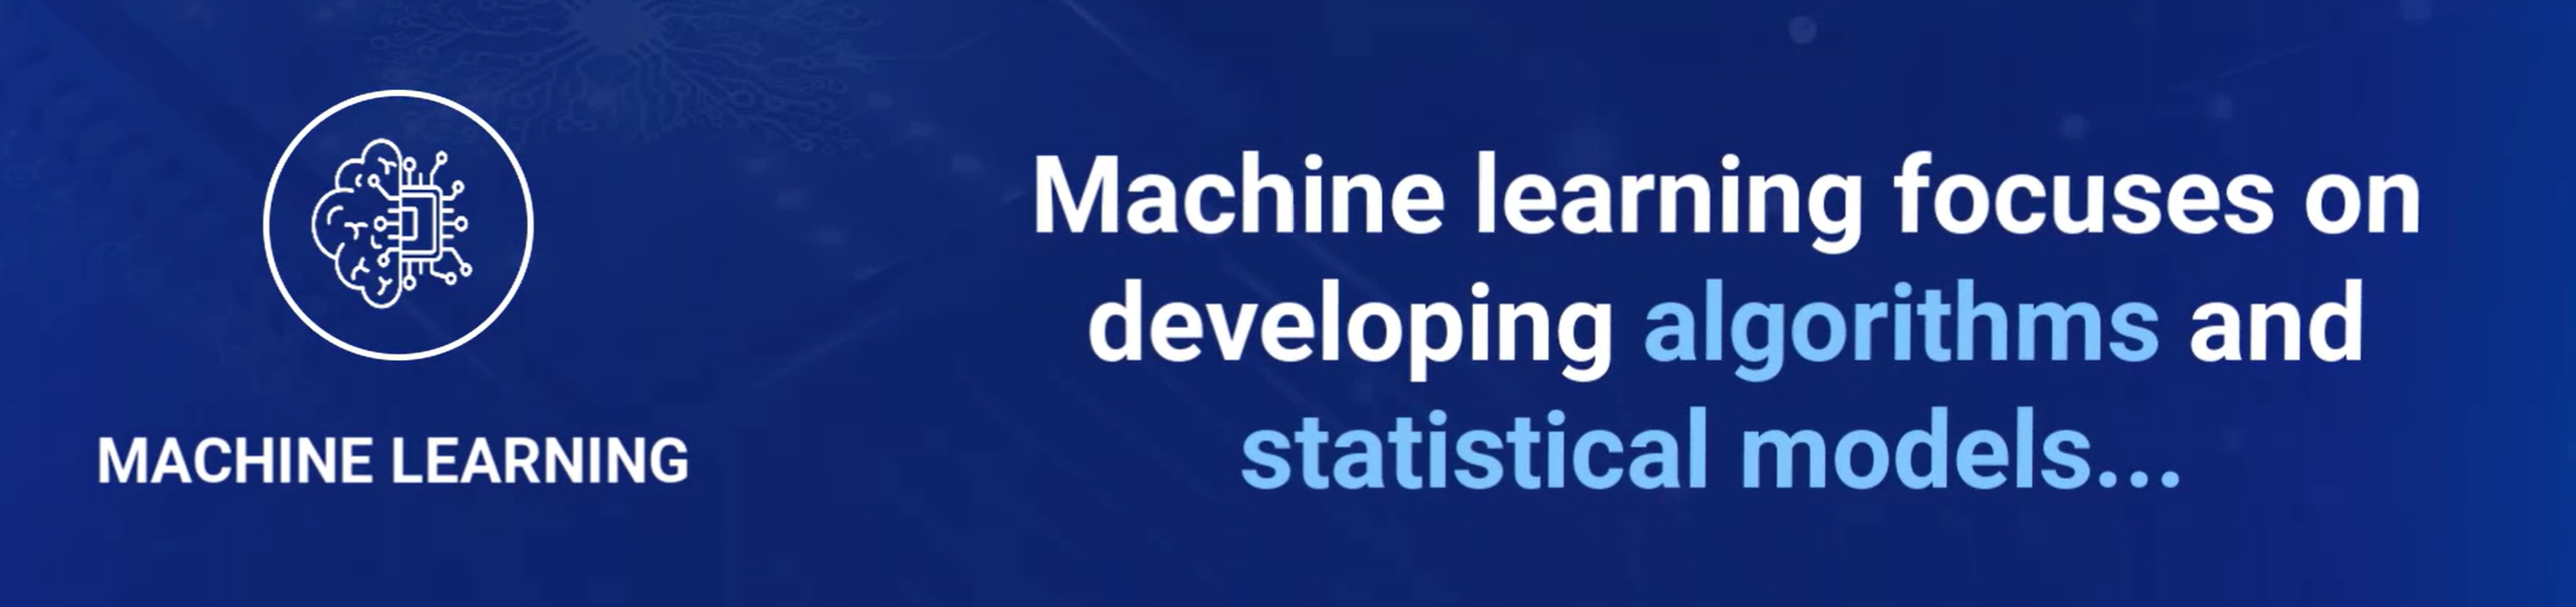 MACHINE LEARNING
Machine learning focuses on
developing algorithms and
statistical models...